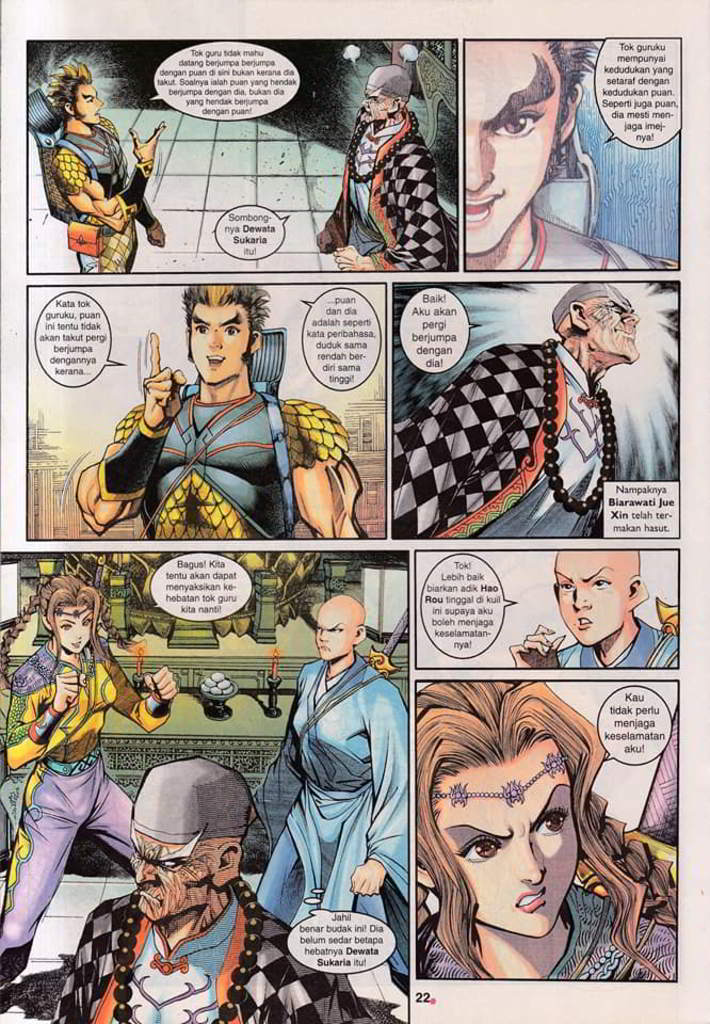 Tok guru tidak mahu
datang berjumpa berjumpa
dengan puan di sini bukan kerana dia
takut. Soalnya ialah puan yang hendak
berjumpa dengan dia, bukan dia
yang hendak berjumpa
dengan puan!
Sombong-
nya Dewata
Sukaria
itu!
Tok guruku
mempunyai
kedudukan yang
setaraf dengan
kedudukan puan.
Seperti juga puan,
dia mesti men-
jaga imej-
nya!
Kata tok
guruku, puan
ini tentu tidak
akan takut pergi
berjumpa
dengannya
kerana...
...puan
dan dia
adalah seperti
kata peribahasa,
duduk sama
rendah ber-
diri sama
tinggi!
Baik!
Aku akan
pergi
berjumpa
dengan
dia!
Nampaknya
Biarawati Jue
Xin telah ter-
makan hasut.
Bagus! Kita
tentu akan dapat
menyaksikan ke-
hebatan tok guru
kita nanti!
Jahil
benar budak ini! Dia
belum sedar betapa
hebatnya Dewata
Sukaria itu!
Tok!
Lebih baik
biarkan adik Hao
Rou tinggal di kuil
ini supaya aku
boleh menjaga
keselamatan-
nya!
Kau
tidak perlu
menjaga
keselamatan
aku!
22